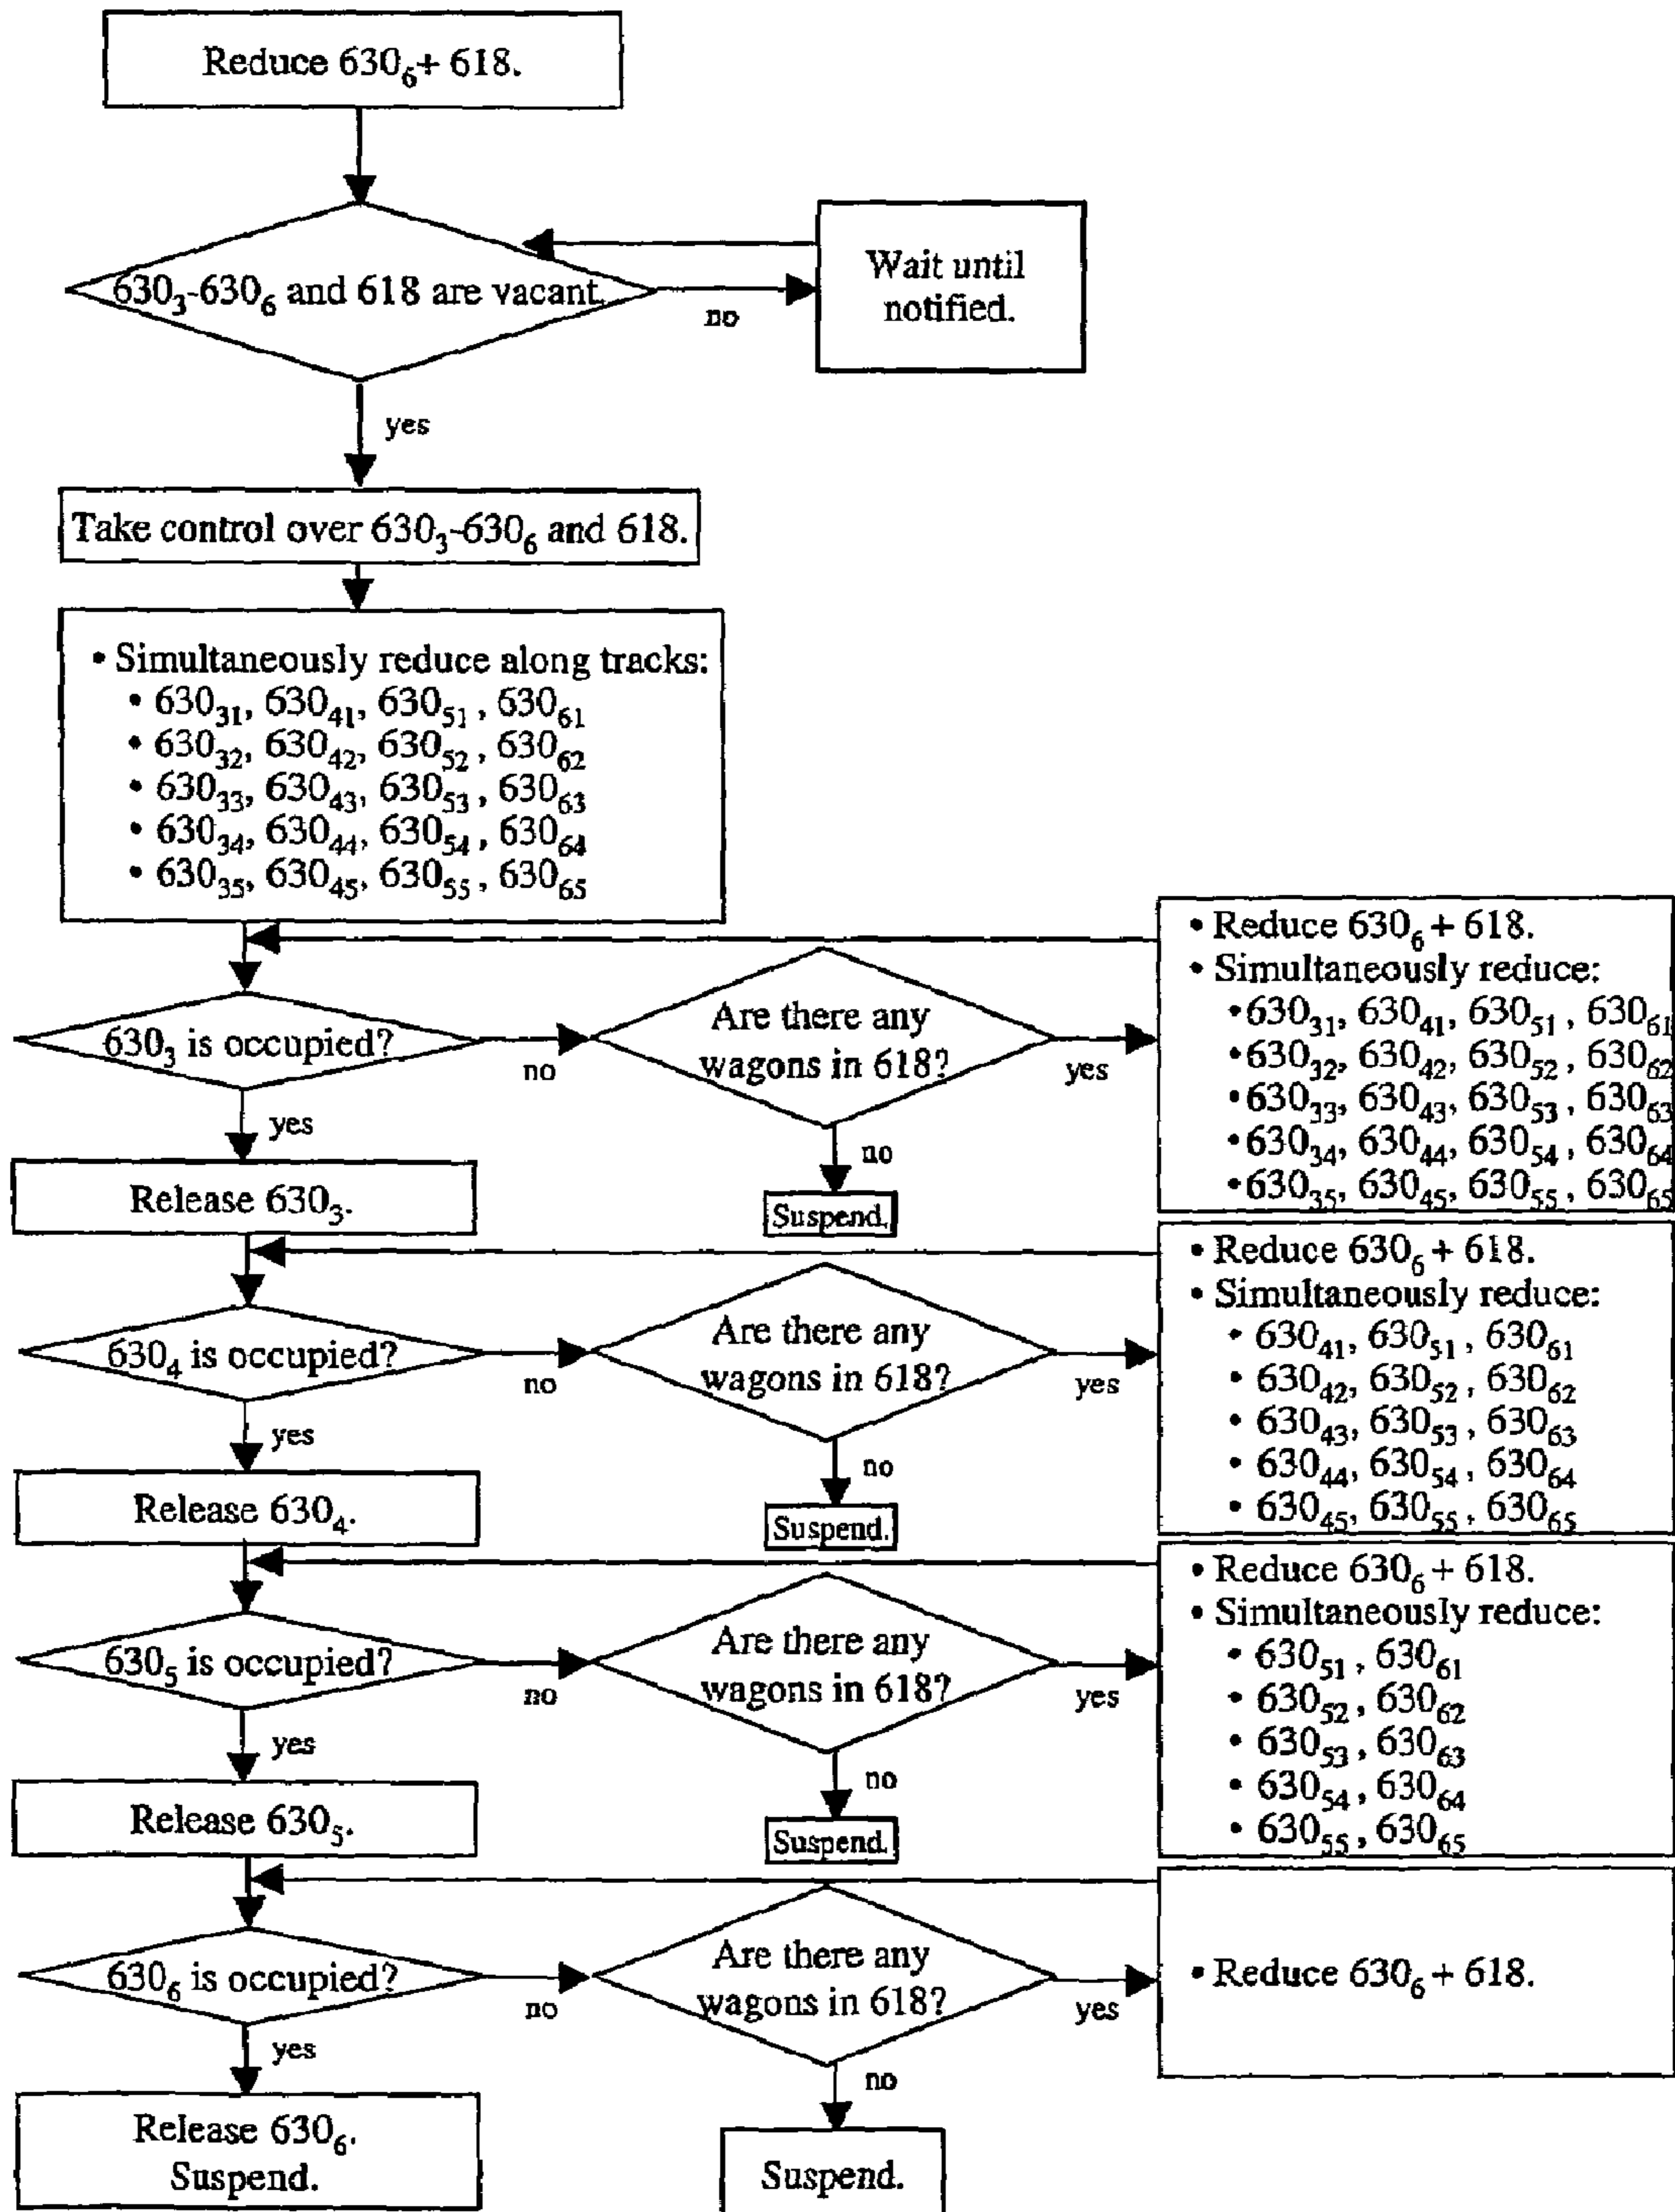 Reduce 630₆ + 618.
630₃-630₆ and 618 are vacant.
no
Wait until
notified.
yes
Take control over 630₃-630₆ and 618.
• Simultaneously reduce along tracks:
• 630₃₁, 630₄₁, 630₅₁, 630₆₁
• 630₃₂, 630₄₂, 630₅₂, 630₆₂
• 630₃₃, 630₄₃, 630₅₃, 630₆₃
• 630₃₄, 630₄₄, 630₅₄, 630₆₄
• 630₃₅, 630₄₅, 630₅₅, 630₆₅
630₃ is occupied?
no
Are there any
wagons in 618?
yes
• Reduce 630₆ + 618.
• Simultaneously reduce:
• 630₃₁, 630₄₁, 630₅₁, 630₆₁
• 630₃₂, 630₄₂, 630₅₂, 630₆₂
• 630₃₃, 630₄₃, 630₅₃, 630₆₃
• 630₃₄, 630₄₄, 630₅₄, 630₆₄
• 630₃₅, 630₄₅, 630₅₅, 630₆₅
yes
no
Release 630₃.
Suspend.
630₄ is occupied?
no
Are there any
wagons in 618?
yes
• Reduce 630₆ + 618.
• Simultaneously reduce:
• 630₄₁, 630₅₁, 630₆₁
• 630₄₂, 630₅₂, 630₆₂
• 630₄₃, 630₅₃, 630₆₃
• 630₄₄, 630₅₄, 630₆₄
• 630₄₅, 630₅₅, 630₆₅
yes
no
Release 630₄.
Suspend.
630₅ is occupied?
no
Are there any
wagons in 618?
yes
• Reduce 630₆ + 618.
• Simultaneously reduce:
• 630₅₁, 630₆₁
• 630₅₂, 630₆₂
• 630₅₃, 630₆₃
• 630₅₄, 630₆₄
• 630₅₅, 630₆₅
yes
no
Release 630₅.
Suspend.
630₆ is occupied?
no
Are there any
wagons in 618?
yes
• Reduce 630₆ + 618.
yes
no
Release 630₆.
Suspend.
Suspend.